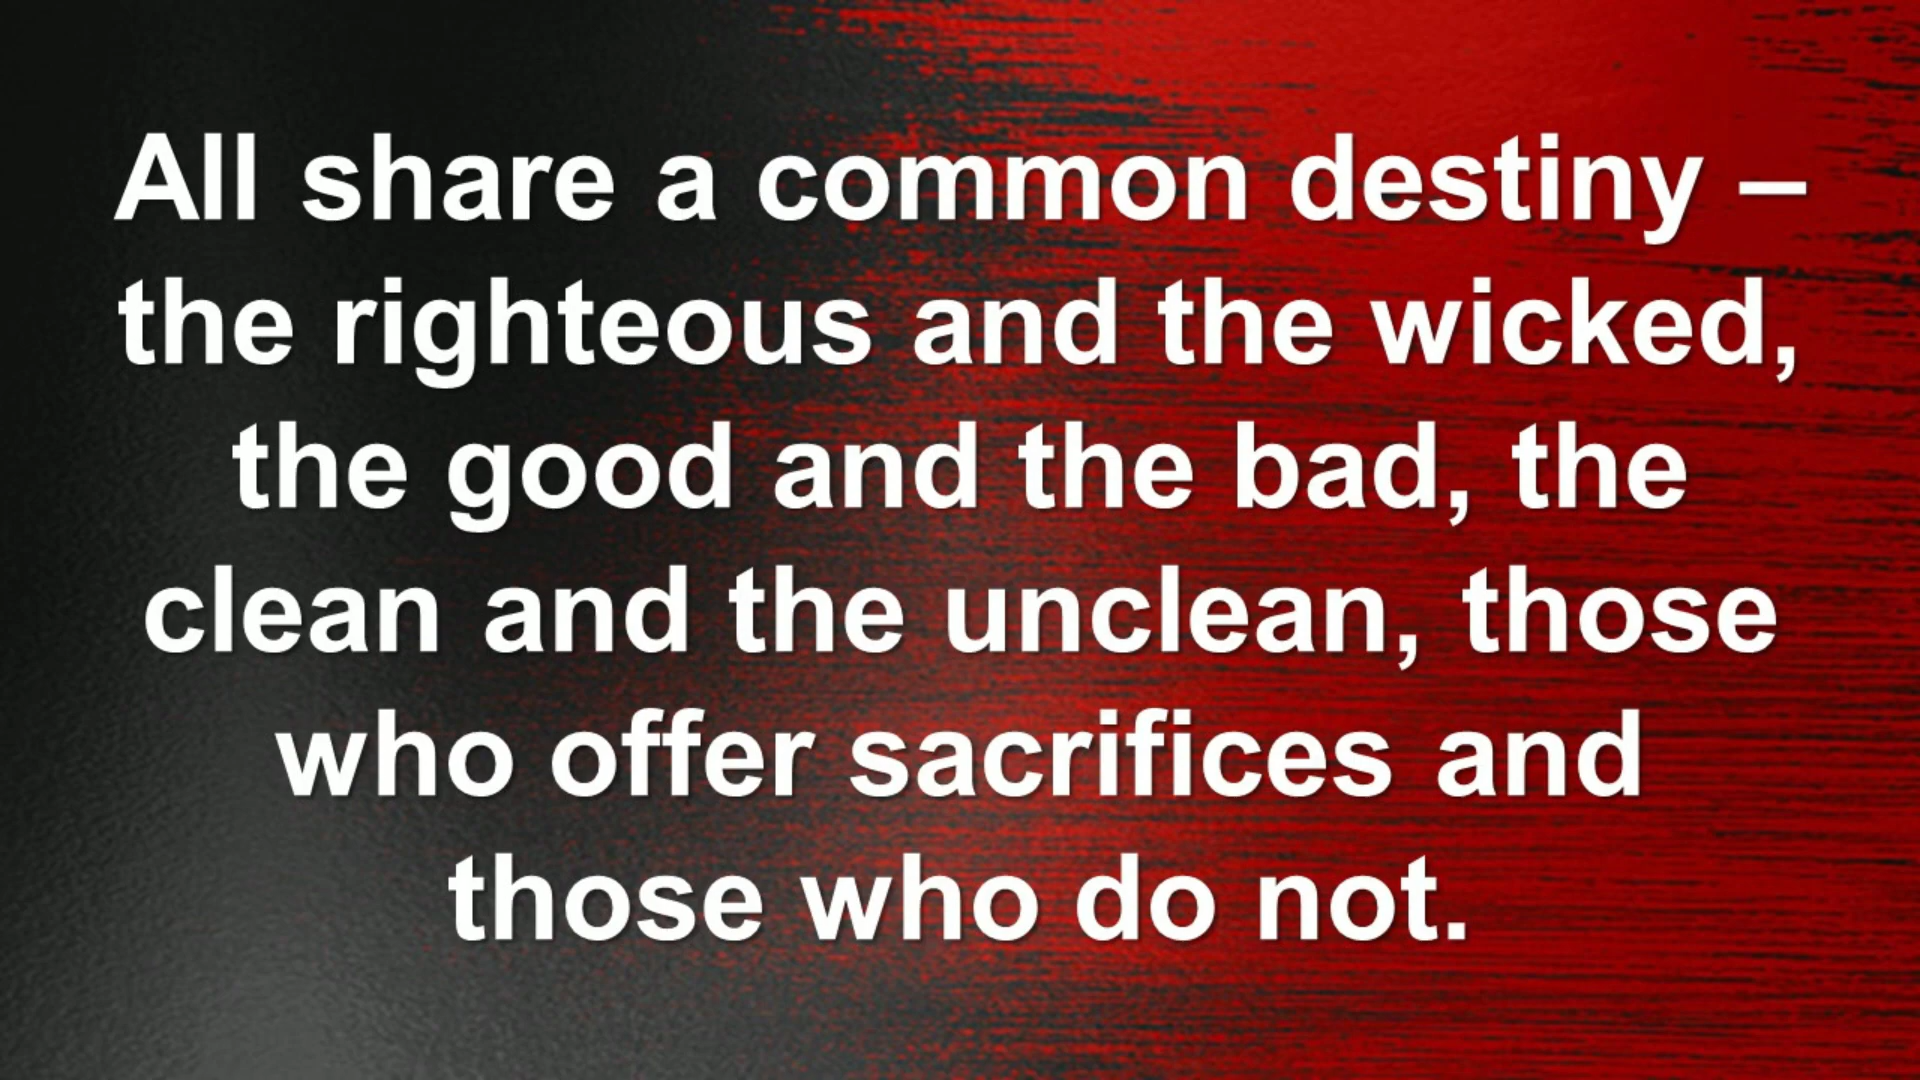 All share a common destiny –
the righteous and the wicked,
the good and the bad, the
clean and the unclean, those
who offer sacrifices and
those who do not.